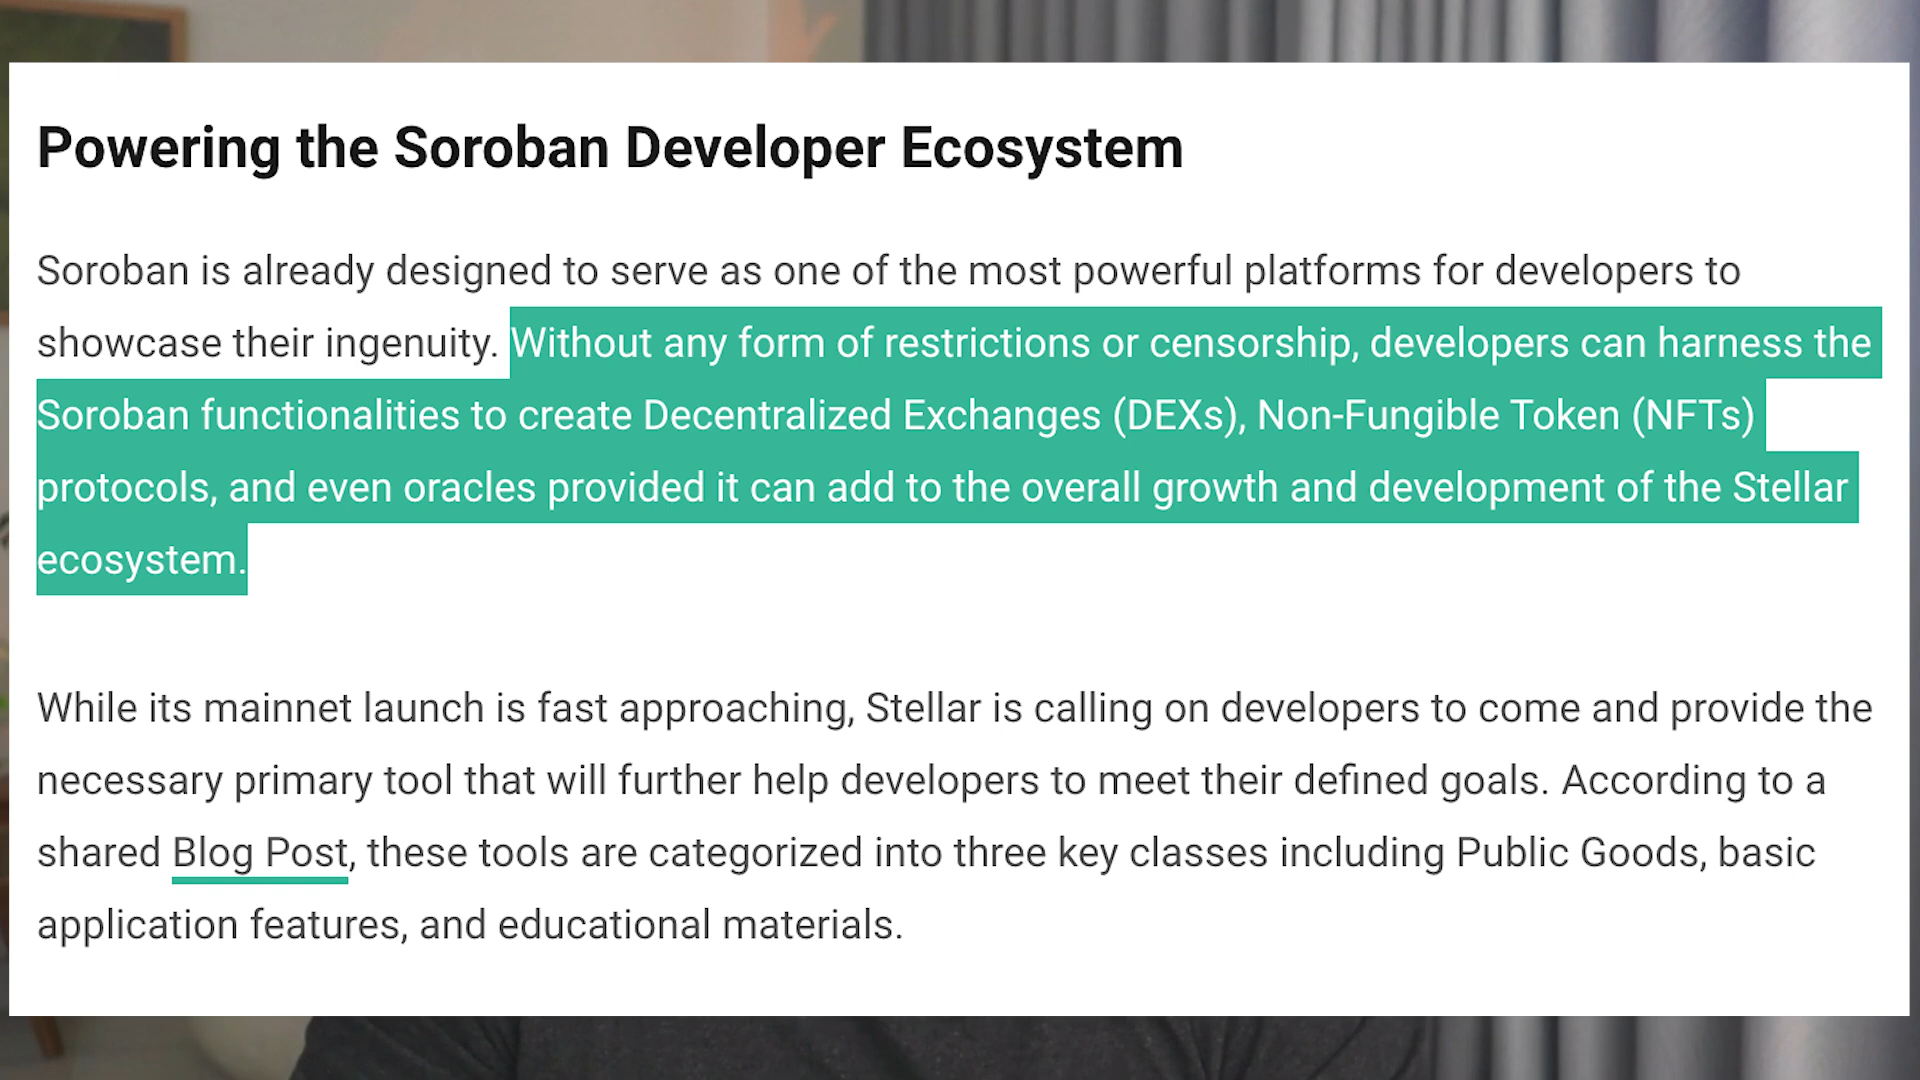 Powering the Soroban Developer Ecosystem
Soroban is already designed to serve as one of the most powerful platforms for developers to
showcase their ingenuity. Without any form of restrictions or censorship, developers can harness the
Soroban functionalities to create Decentralized Exchanges (DEXs), Non-Fungible Token (NFTs)
protocols, and even oracles provided it can add to the overall growth and development of the Stellar
ecosystem.
While its mainnet launch is fast approaching, Stellar is calling on developers to come and provide the
necessary primary tool that will further help developers to meet their defined goals. According to a
shared Blog Post, these tools are categorized into three key classes including Public Goods, basic
application features, and educational materials.